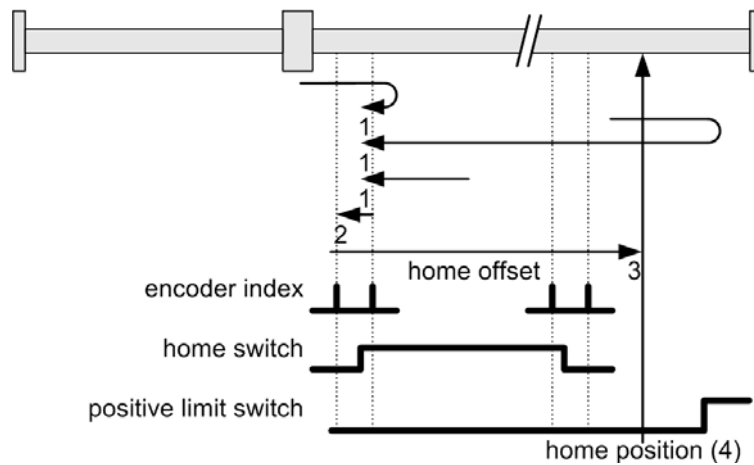 1
1
1
2
home offset
3
encoder index
home switch
positive limit switch
home position (4)